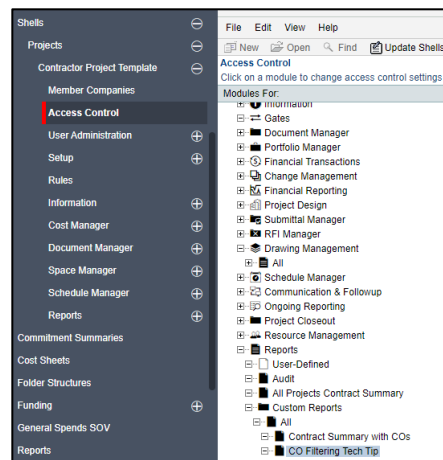 Shells
Projects
Contractor Project Template
Member Companies
Access Control
User Administration
Setup
Rules
Information
Cost Manager
Document Manager
Space Manager
Schedule Manager
Reports
Commitment Summaries
Cost Sheets
Folder Structures
Funding
General Spends SOV
Reports
File Edit View Help
New Open Find Update Shells
Access Control
Click on a module to change access control settings
Modules For:
Information
Gates
Document Manager
Portfolio Manager
Financial Transactions
Change Management
Financial Reporting
Project Design
Submittal Manager
RFI Manager
Drawing Management
All
Schedule Manager
Communication & Followup
Ongoing Reporting
Project Closeout
Resource Management
Reports
User-Defined
Audit
All Projects Contract Summary
Custom Reports
All
Contract Summary with COs
CO Filtering Tech Tip